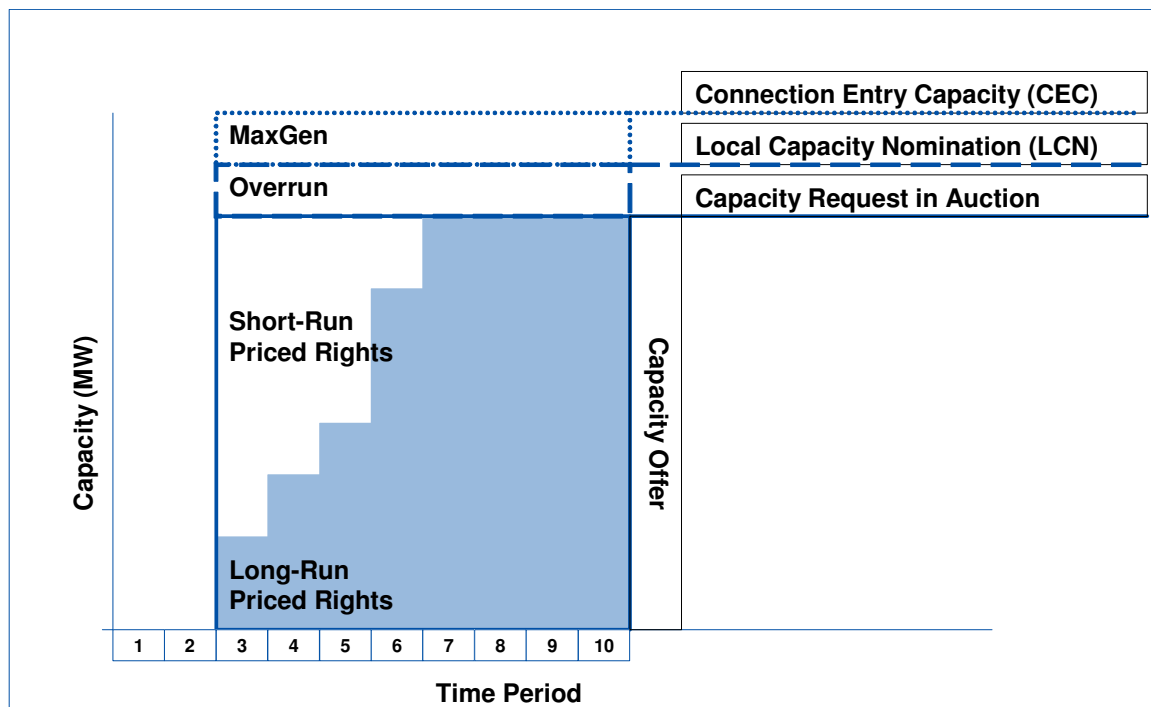 Connection Entry Capacity (CEC)
MaxGen
Local Capacity Nomination (LCN)
Overrun
Capacity Request in Auction
Short-Run
Priced Rights
Capacity (MW)
Capacity Offer
Long-Run
Priced Rights
1 2 3 4 5 6 7 8 9 10
Time Period